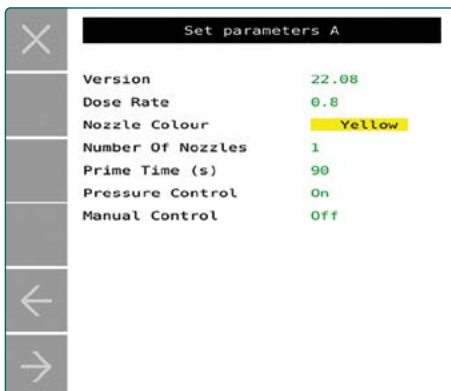 Set parameters A
Version 22.08
Dose Rate 0.8
Nozzle Colour Yellow
Number Of Nozzles 1
Prime Time (s) 90
Pressure Control On
Manual Control Off